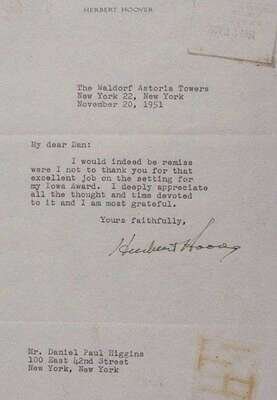 HERBERT HOOVER
The Waldorf Astoria Towers
New York 22, New York
November 20, 1951
My dear Dan:
I would indeed be remiss
were I not to thank you for that
excellent job on the setting for
my Iowa Award. I deeply appreciate
all the thought and time devoted
to it and I am most grateful.
Yours faithfully,
Herbert Hoover
Mr. Daniel Paul Higgins
100 East 42nd Street
New York, New York